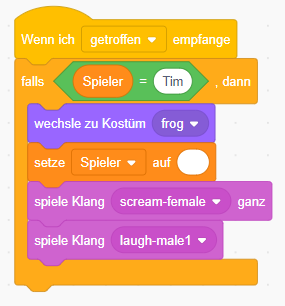 Wenn ich getroffen empfange
falls Spieler = Tim , dann
wechsle zu Kostüm frog
setze Spieler auf
spiele Klang scream-female ganz
spiele Klang laugh-male1